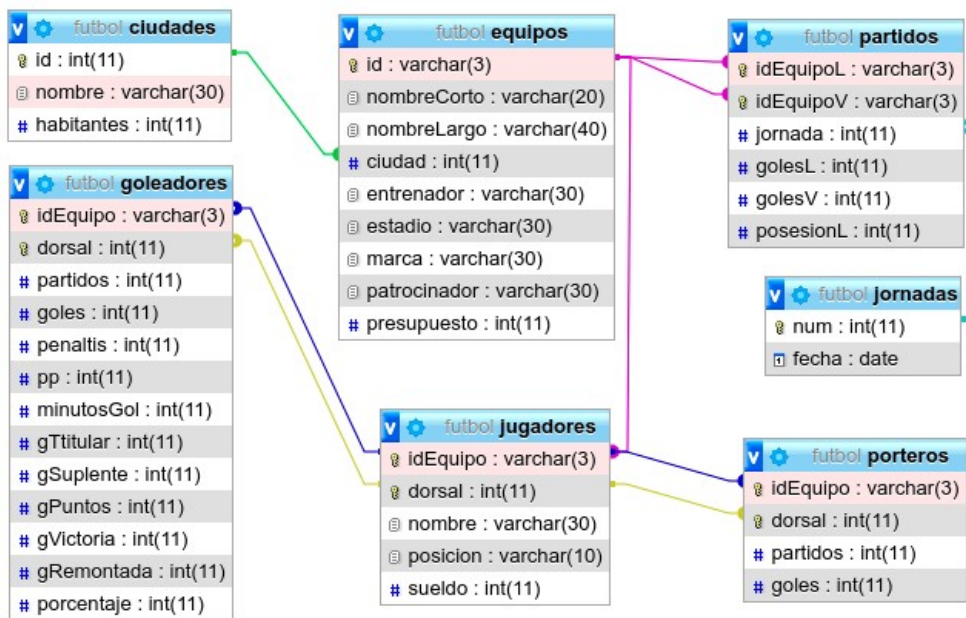 v futbol ciudades
id : int(11)
nombre : varchar(30)
# habitantes : int(11)
v futbol equipos
id : varchar(3)
nombreCorto : varchar(20)
nombreLargo : varchar(40)
# ciudad : int(11)
entrenador : varchar(30)
estadio : varchar(30)
marca : varchar(30)
patrocinador : varchar(30)
# presupuesto : int(11)
v futbol partidos
idEquipoL : varchar(3)
idEquipoV : varchar(3)
# jornada : int(11)
# golesL : int(11)
# golesV : int(11)
# posesionL : int(11)
v futbol goleadores
idEquipo : varchar(3)
dorsal : int(11)
# partidos : int(11)
# goles : int(11)
# penaltis : int(11)
# pp : int(11)
# minutosGol : int(11)
# gTtitular : int(11)
# gSuplente : int(11)
# gPuntos : int(11)
# gVictoria : int(11)
# gRemontada : int(11)
# porcentaje : int(11)
v futbol jornadas
num : int(11)
fecha : date
v futbol jugadores
idEquipo : varchar(3)
dorsal : int(11)
nombre : varchar(30)
posicion : varchar(10)
# sueldo : int(11)
v futbol porteros
idEquipo : varchar(3)
dorsal : int(11)
# partidos : int(11)
# goles : int(11)